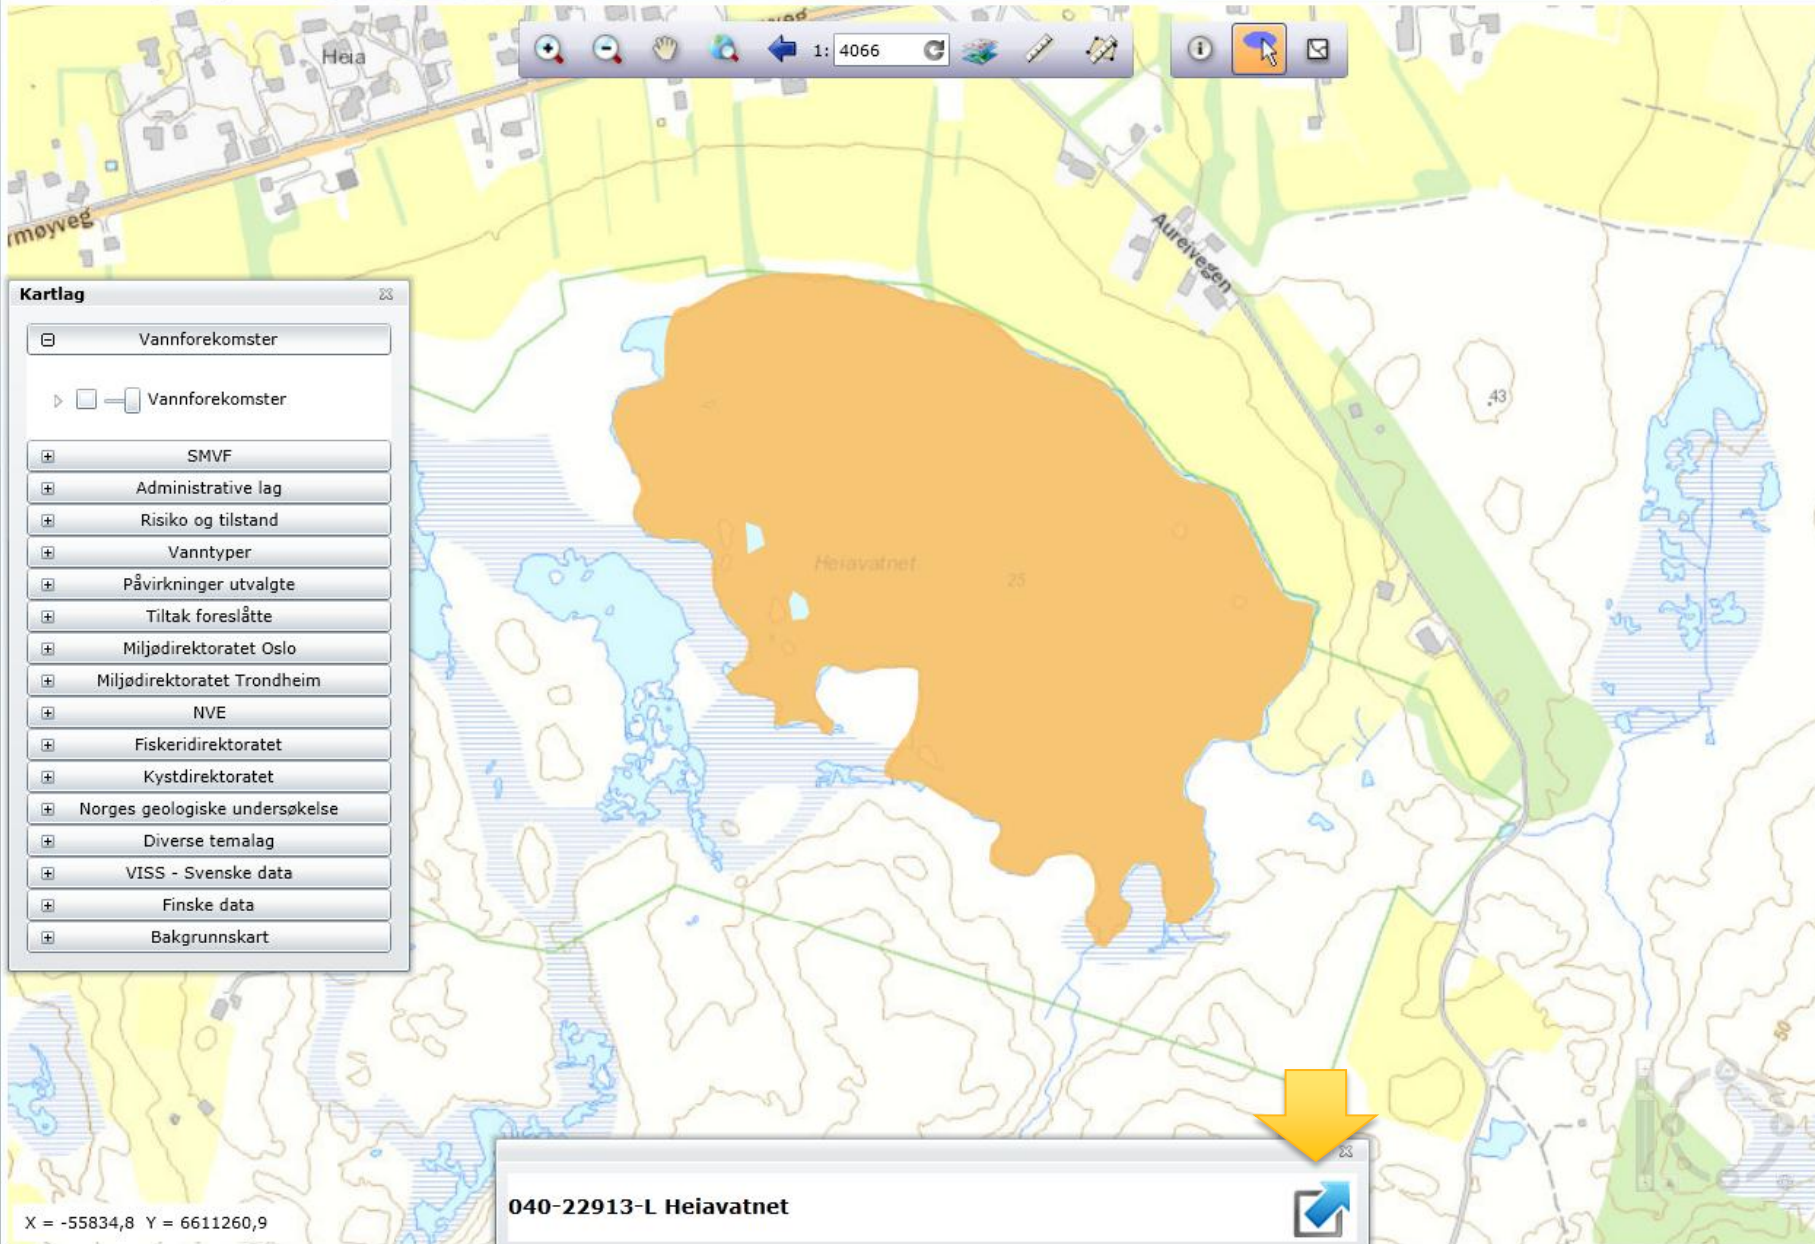 Heia
1: 4066
rmøyveg
Aureivegen
Kartlag
Vannforekomster
Vannforekomster
SMVF
Administrative lag
Risiko og tilstand
Vanntyper
Påvirkninger utvalgte
Tiltak foreslåtte
Miljødirektoratet Oslo
Miljødirektoratet Trondheim
NVE
Fiskeridirektoratet
Kystdirektoratet
Norges geologiske undersøkelse
Diverse temalag
VISS - Svenske data
Finske data
Bakgrunnskart
43
Heiavatnet
25
50
040-22913-L Heiavatnet
X = -55834,8 Y = 6611260,9